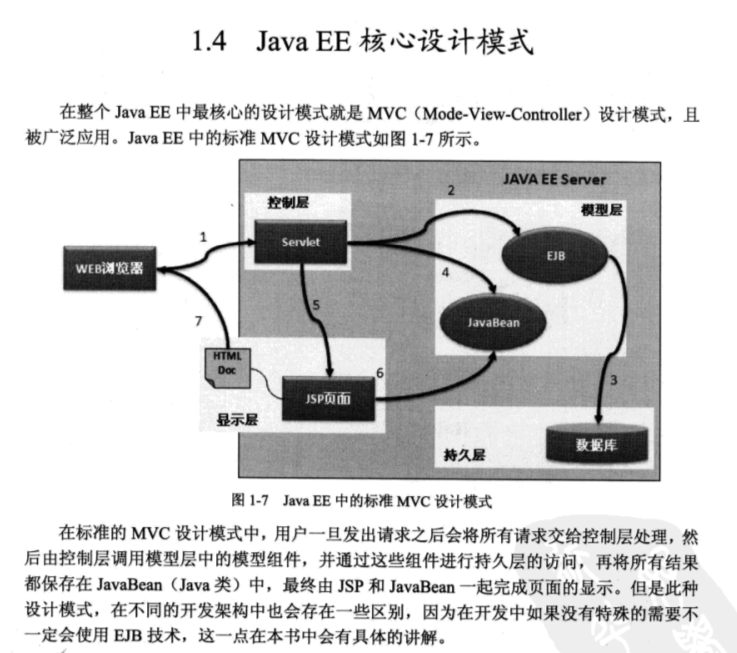 1.4 Java EE 核心设计模式
在整个 Java EE 中最核心的设计模式就是 MVC（Mode-View-Controller）设计模式，且
被广泛应用。Java EE 中的标准 MVC 设计模式如图 1-7 所示。
JAVA EE Server
控制层
2
模型层
1
Servlet
EJB
WEB浏览器
4
5
JavaBean
7
HTML
Doc
6
3
JSP页面
显示层
数据库
持久层
图 1-7 Java EE 中的标准 MVC 设计模式
在标准的 MVC 设计模式中，用户一旦发出请求之后会将所有请求交给控制层处理，然
后由控制层调用模型层中的模型组件，并通过这些组件进行持久层的访问，再将所有结果
都保存在 JavaBean（Java 类）中，最终由 JSP 和 JavaBean 一起完成页面的显示。但是此种
设计模式，在不同的开发架构中也会存在一些区别，因为在开发中如果没有特殊的需要不
一定会使用 EJB 技术，这一点在本书中会有具体的讲解。